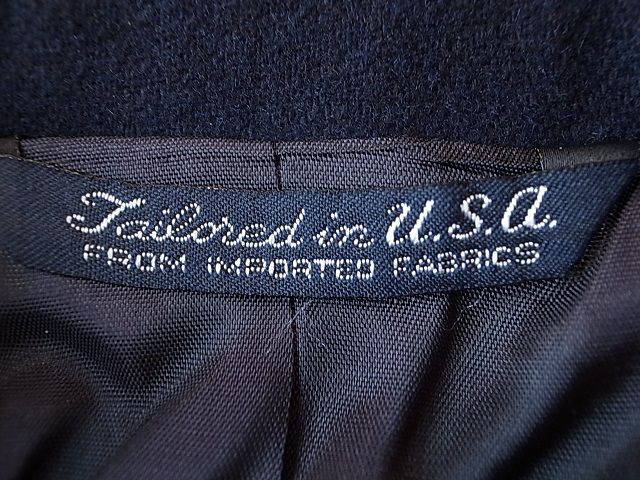 Tailored in U.S.A.
FROM IMPORTED FABRICS